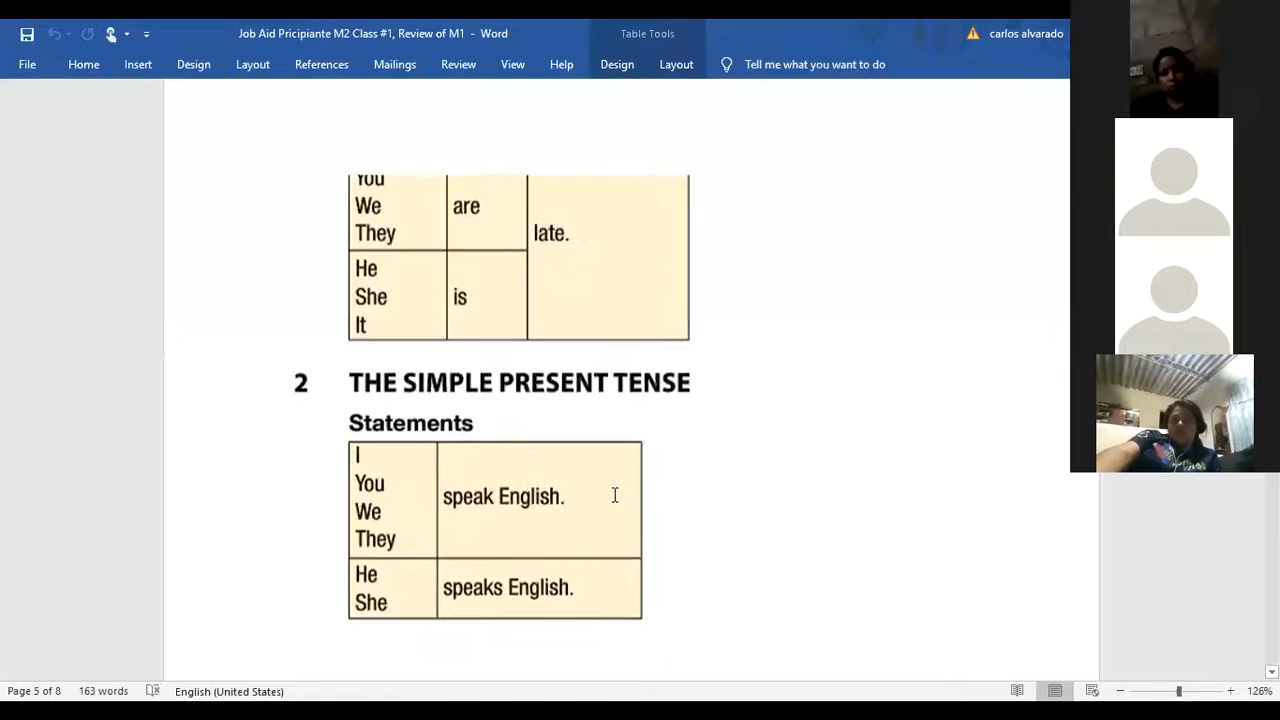 Job Aid Pricipiante M2 Class #1, Review of M1 - Word
Table Tools
carlos alvarado
File Home Insert Design Layout References Mailings Review View Help Design Layout Tell me what you want to do
You
We are
They late.
He
She is
It
2 THE SIMPLE PRESENT TENSE
Statements
I
You speak English.
We
They
He speaks English.
She
Page 5 of 8 163 words English (United States) 126%